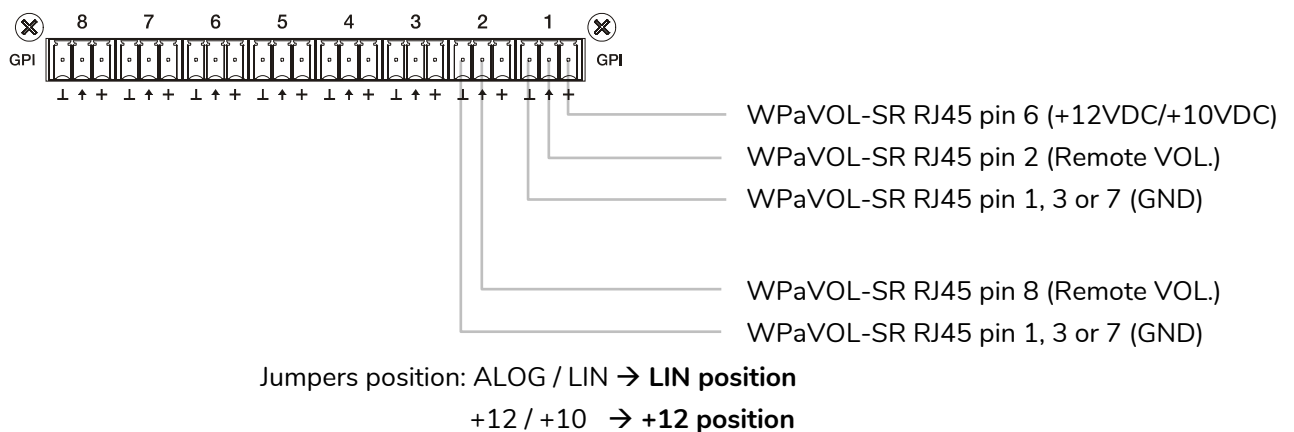 8 7 6 5 4 3 2 1
GPI GPI
⊥ ↑ + ⊥ ↑ + ⊥ ↑ + ⊥ ↑ + ⊥ ↑ + ⊥ ↑ + ⊥ ↑ + ⊥ ↑ +
WPaVOL-SR RJ45 pin 6 (+12VDC/+10VDC)
WPaVOL-SR RJ45 pin 2 (Remote VOL.)
WPaVOL-SR RJ45 pin 1, 3 or 7 (GND)
WPaVOL-SR RJ45 pin 8 (Remote VOL.)
WPaVOL-SR RJ45 pin 1, 3 or 7 (GND)
Jumpers position: ALOG / LIN → LIN position
+12 / +10 → +12 position